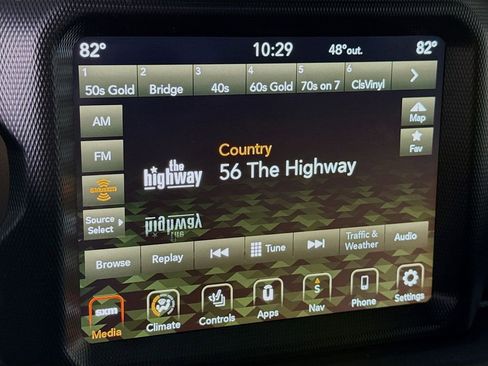 82° 10:29 48°out. 82°
1 2 3 4 5 6
50s Gold Bridge 40s 60s Gold 70s on 7 ClsVinyl
AM Map
FM Country Fav
the highway 56 The Highway
SiriusXM
Source Select
Browse Replay Tune Traffic & Weather Audio
sxm S
Media Climate Controls Apps Nav Phone Settings